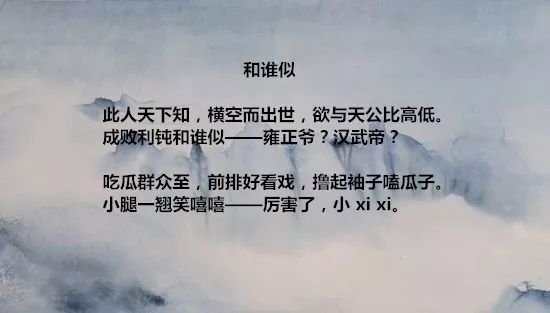 和谁似
此人天下知，横空而出世，欲与天公比高低。
成败利钝和谁似——雍正爷？汉武帝？
吃瓜群众至，前排好看戏，撸起袖子嗑瓜子。
小腿一翘笑嘻嘻——厉害了，小 xi xi。